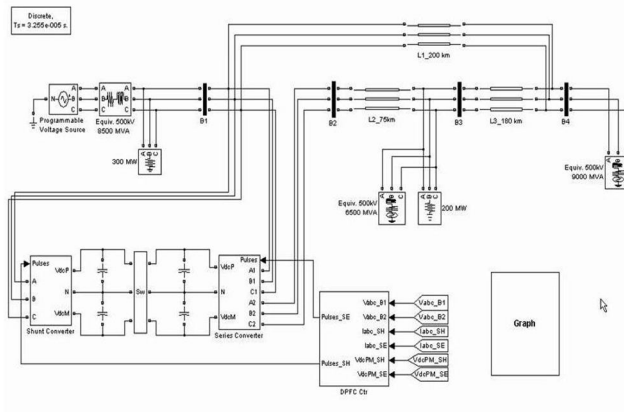 Discrete,
Ts = 3.255e-005 s.
L1_200 km
N
A
B
C
A
B
C
A
B
C
Programmable
Voltage Source
Equiv. 500kV
8500 MVA
B1
B2
L2_75km
B3
L3_180 km
B4
A B C
300 MW
A B C
Equiv. 500kV
6500 MVA
A B C
200 MW
A B C
Equiv. 500kV
9000 MVA
Pulses
A
B
C
VdcP
N
VdcM
Shunt Converter
Sw
Pulses
VdcP
N
VdcM
A1
B1
C1
A2
B2
C2
Series Converter
Pulses_SE
Pulses_SH
Vabc_B1
Vabc_B2
Iabc_SH
Iabc_SE
VdcPM_SH
VdcPM_SE
DPFC Ctr
Vabc_B1
Vabc_B2
Iabc_SH
Iabc_SE
VdcPM_SH
VdcPM_SE
Graph